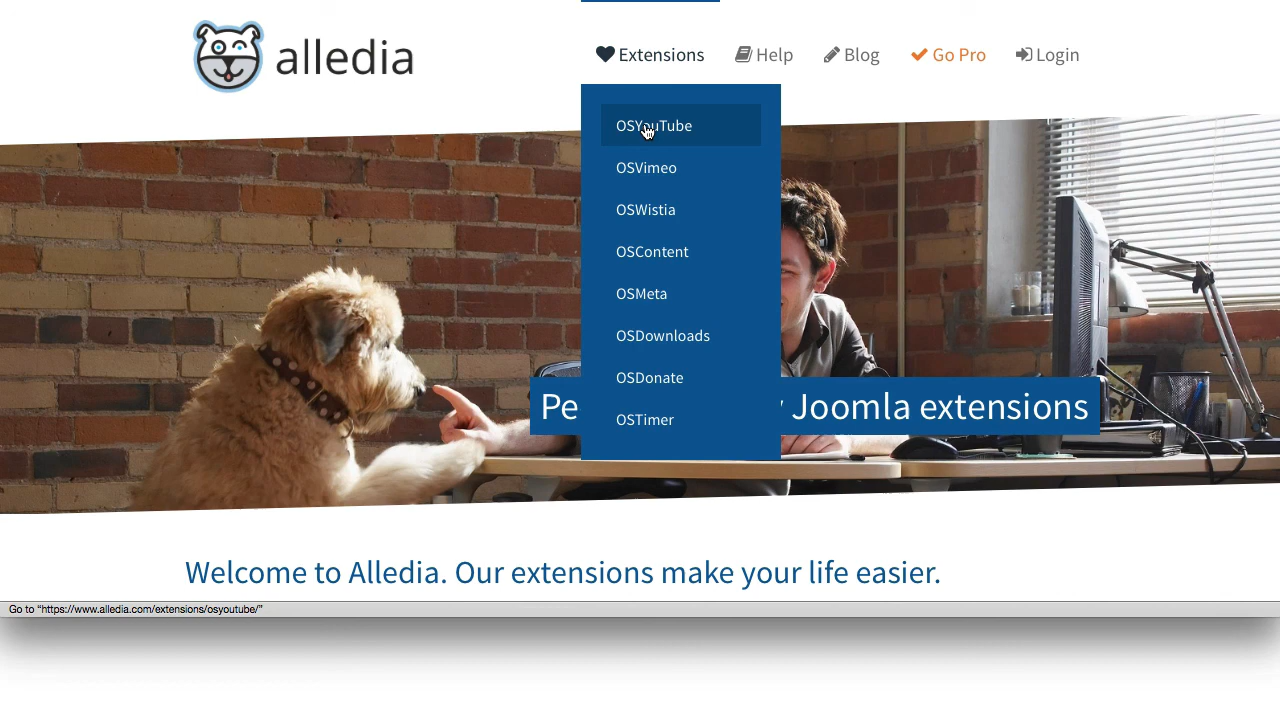 alledia
Extensions
Help
Blog
Go Pro
Login
OSYouTube
OSVimeo
OSWistia
OSContent
OSMeta
OSDownloads
OSDonate
OSTimer
Joomla extensions
Welcome to Alledia. Our extensions make your life easier.
Go to “https://www.alledia.com/extensions/osyoutube/”